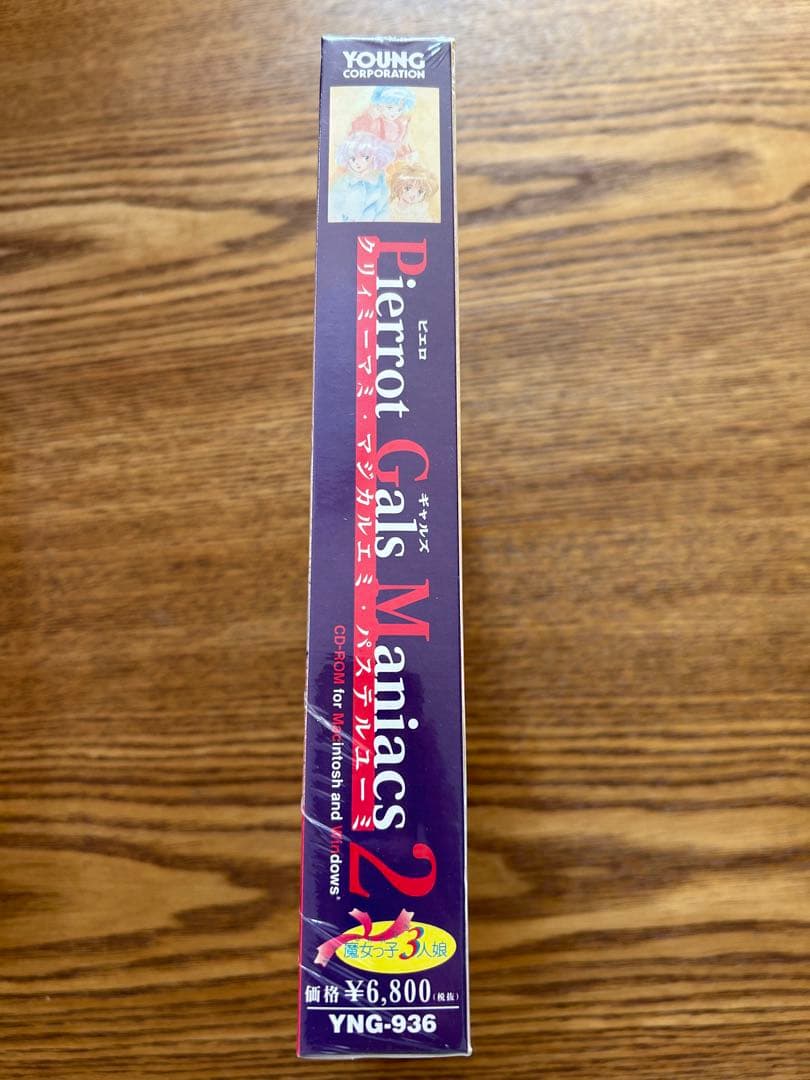 YOUNG
CORPORATION
ピエロ ギャルズ
Pierrot Gals Maniacs 2
クリィミーマミ・マジカルエミ・パステルユーミ
CD-ROM for Macintosh and Windows®
魔女っ子3人娘
価格 ¥6,800(税抜)
YNG-936